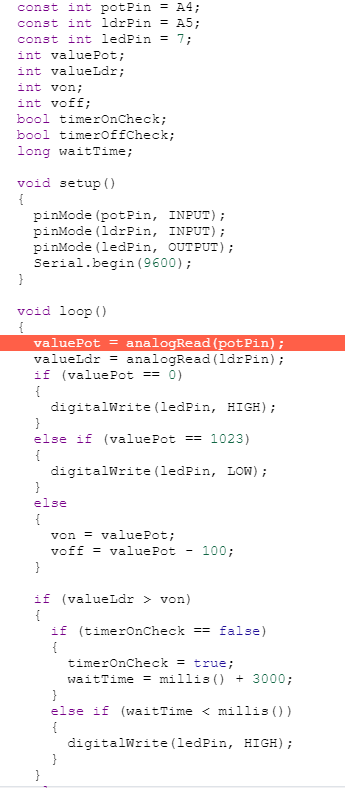 const int potPin = A4;
const int ldrPin = A5;
const int ledPin = 7;
int valuePot;
int valueLdr;
int von;
int voff;
bool timerOnCheck;
bool timerOffCheck;
long waitTime;

void setup()
{
  pinMode(potPin, INPUT);
  pinMode(ldrPin, INPUT);
  pinMode(ledPin, OUTPUT);
  Serial.begin(9600);
}

void loop()
{
  valuePot = analogRead(potPin);
  valueLdr = analogRead(ldrPin);
  if (valuePot == 0)
  {
    digitalWrite(ledPin, HIGH);
  }
  else if (valuePot == 1023)
  {
    digitalWrite(ledPin, LOW);
  }
  else
  {
    von = valuePot;
    voff = valuePot - 100;
  }

  if (valueLdr > von)
  {
    if (timerOnCheck == false)
    {
      timerOnCheck = true;
      waitTime = millis() + 3000;
    }
    else if (waitTime < millis())
    {
      digitalWrite(ledPin, HIGH);
    }
  }